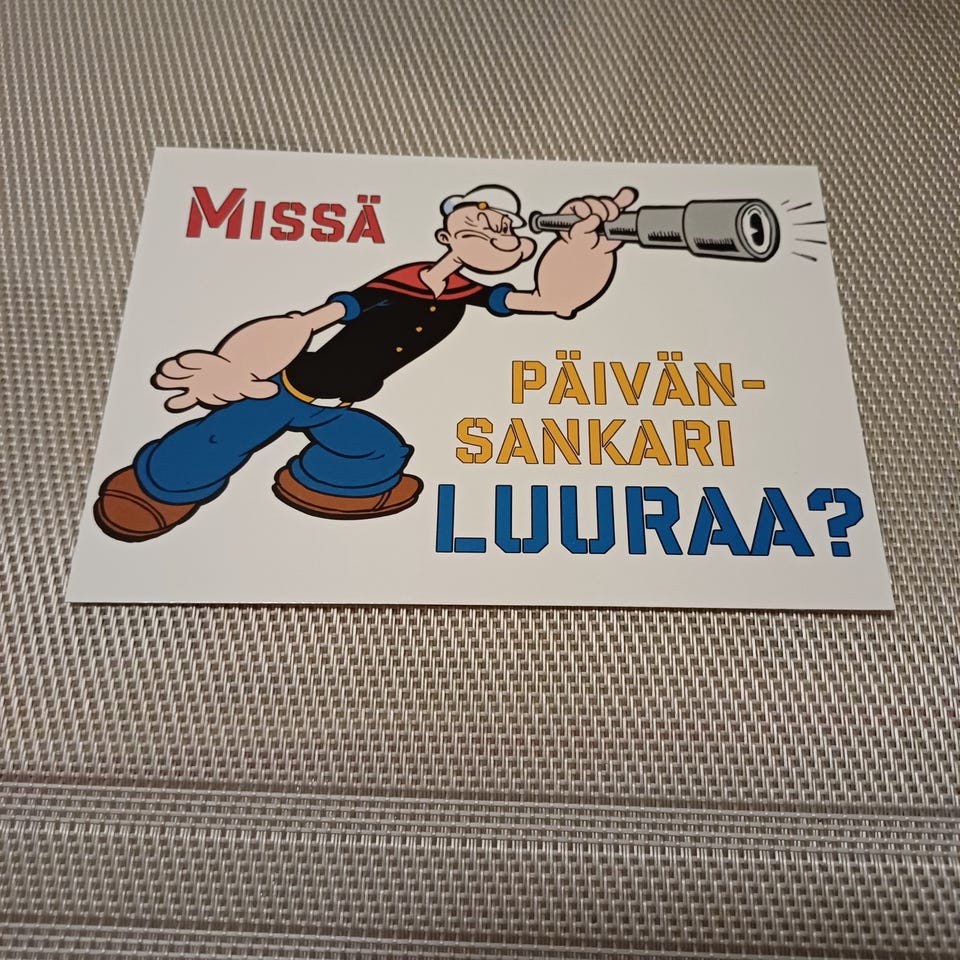 MISSÄ
PÄIVÄN-
SANKARI
LUURAA?